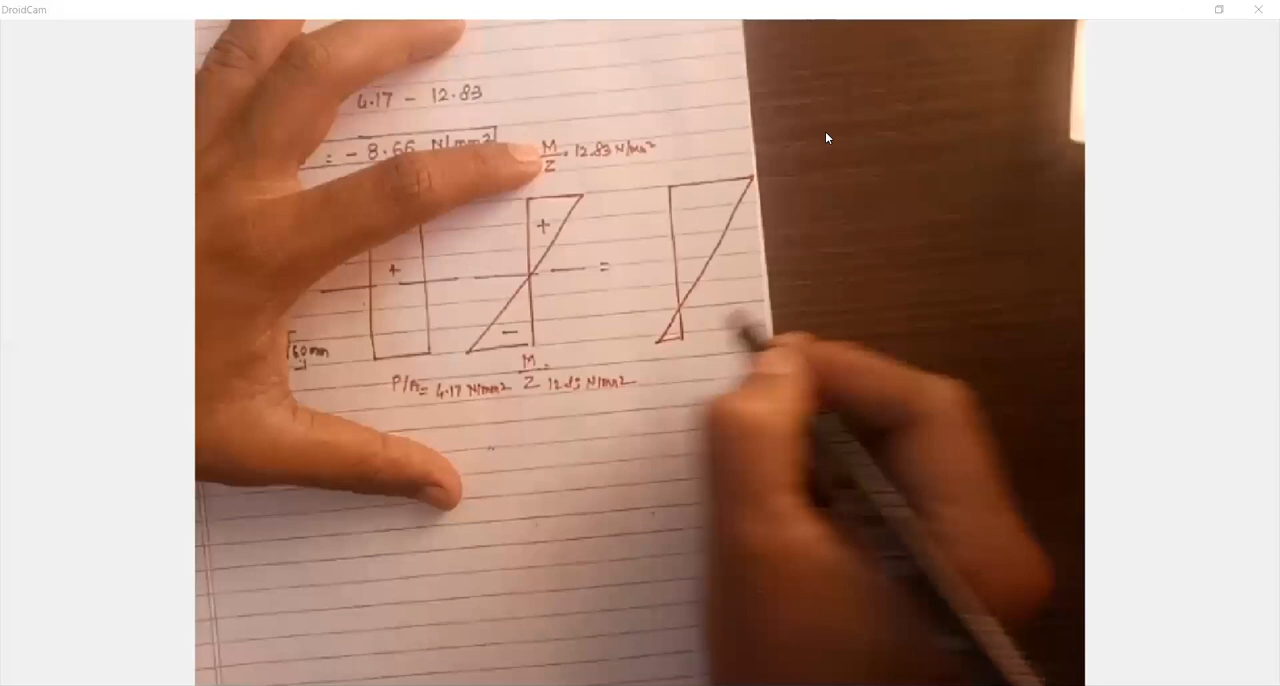 DroidCam
4.17 - 12.83
= - 8.66 N/mm2
M/Z = 12.83 N/mm2
+
+
=
60mm
-
P/A = 4.17 N/mm2
M/Z = 12.83 N/mm2